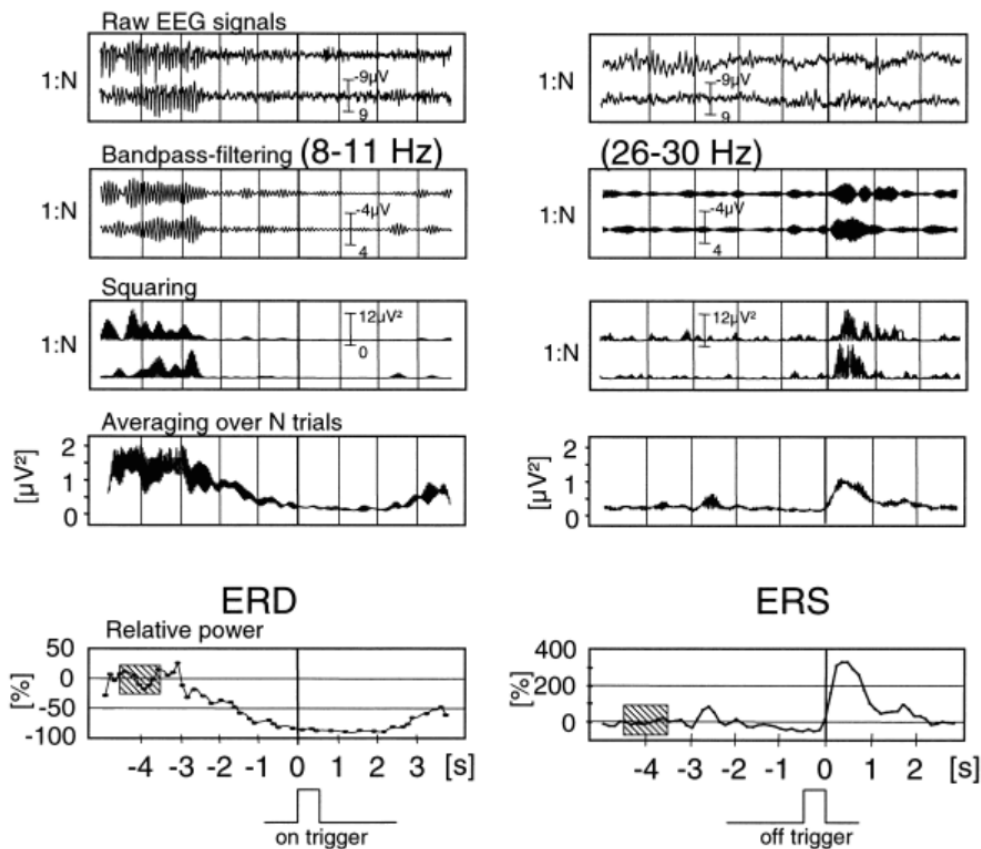 Raw EEG signals
1:N
-9µV
9
1:N
-9µV
9
Bandpass-filtering (8-11 Hz)
(26-30 Hz)
1:N
-4µV
4
1:N
-4µV
4
Squaring
1:N
12µV²
0
1:N
12µV²
Averaging over N trials
[µV²]
2
1
0
[µV²]
2
1
0
ERD
ERS
Relative power
[%]
50
0
-50
-100
[%]
400
200
0
-4 -3 -2 -1 0 1 2 3 [s]
-4 -3 -2 -1 0 1 2 [s]
on trigger
off trigger